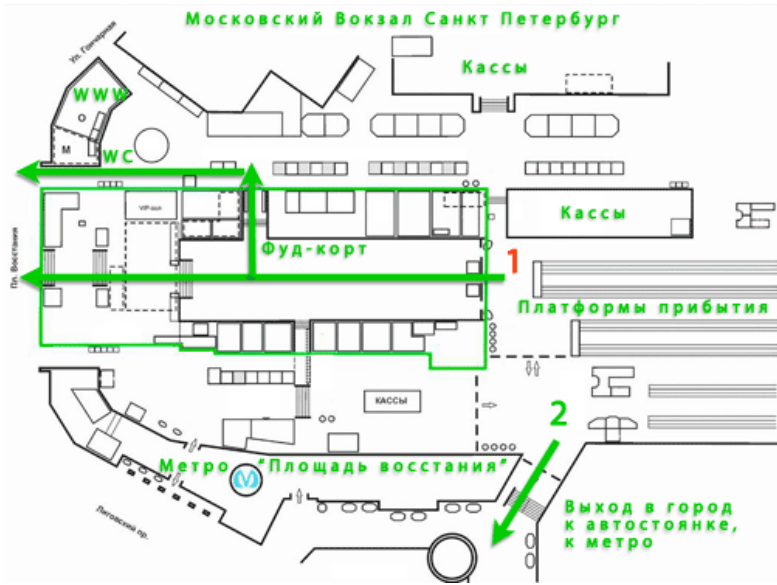 Московский Вокзал Санкт Петербург
Ул. Гончарная
Кассы
WWW
М
WC
VIP-зал
Кассы
Фуд-корт
1
Пл. Восстания
Платформы прибытия
КАССЫ
2
Метро "Площадь восстания"
Выход в город
к автостоянке,
к метро
Лиговский пр.